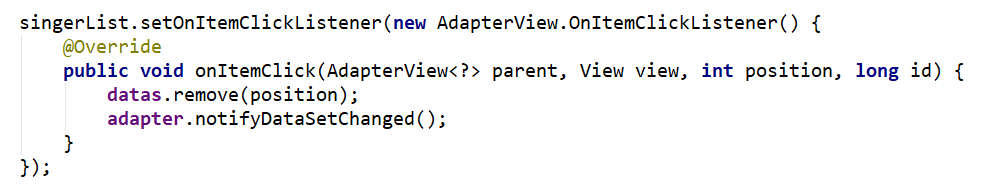 singerList.setOnItemClickListener(new AdapterView.OnItemClickListener() {
    @Override
    public void onItemClick(AdapterView<?> parent, View view, int position, long id) {
        datas.remove(position);
        adapter.notifyDataSetChanged();
    }
});